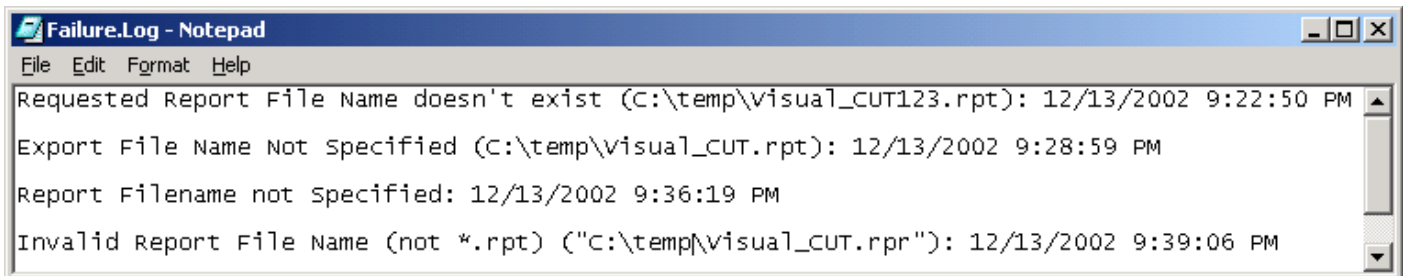 Failure.Log - Notepad
File Edit Format Help
Requested Report File Name doesn't exist (C:\temp\Visual_CUT123.rpt): 12/13/2002 9:22:50 PM
Export File Name Not Specified (C:\temp\Visual_CUT.rpt): 12/13/2002 9:28:59 PM
Report Filename not Specified: 12/13/2002 9:36:19 PM
Invalid Report File Name (not *.rpt) ("C:\temp\Visual_CUT.rpr"): 12/13/2002 9:39:06 PM